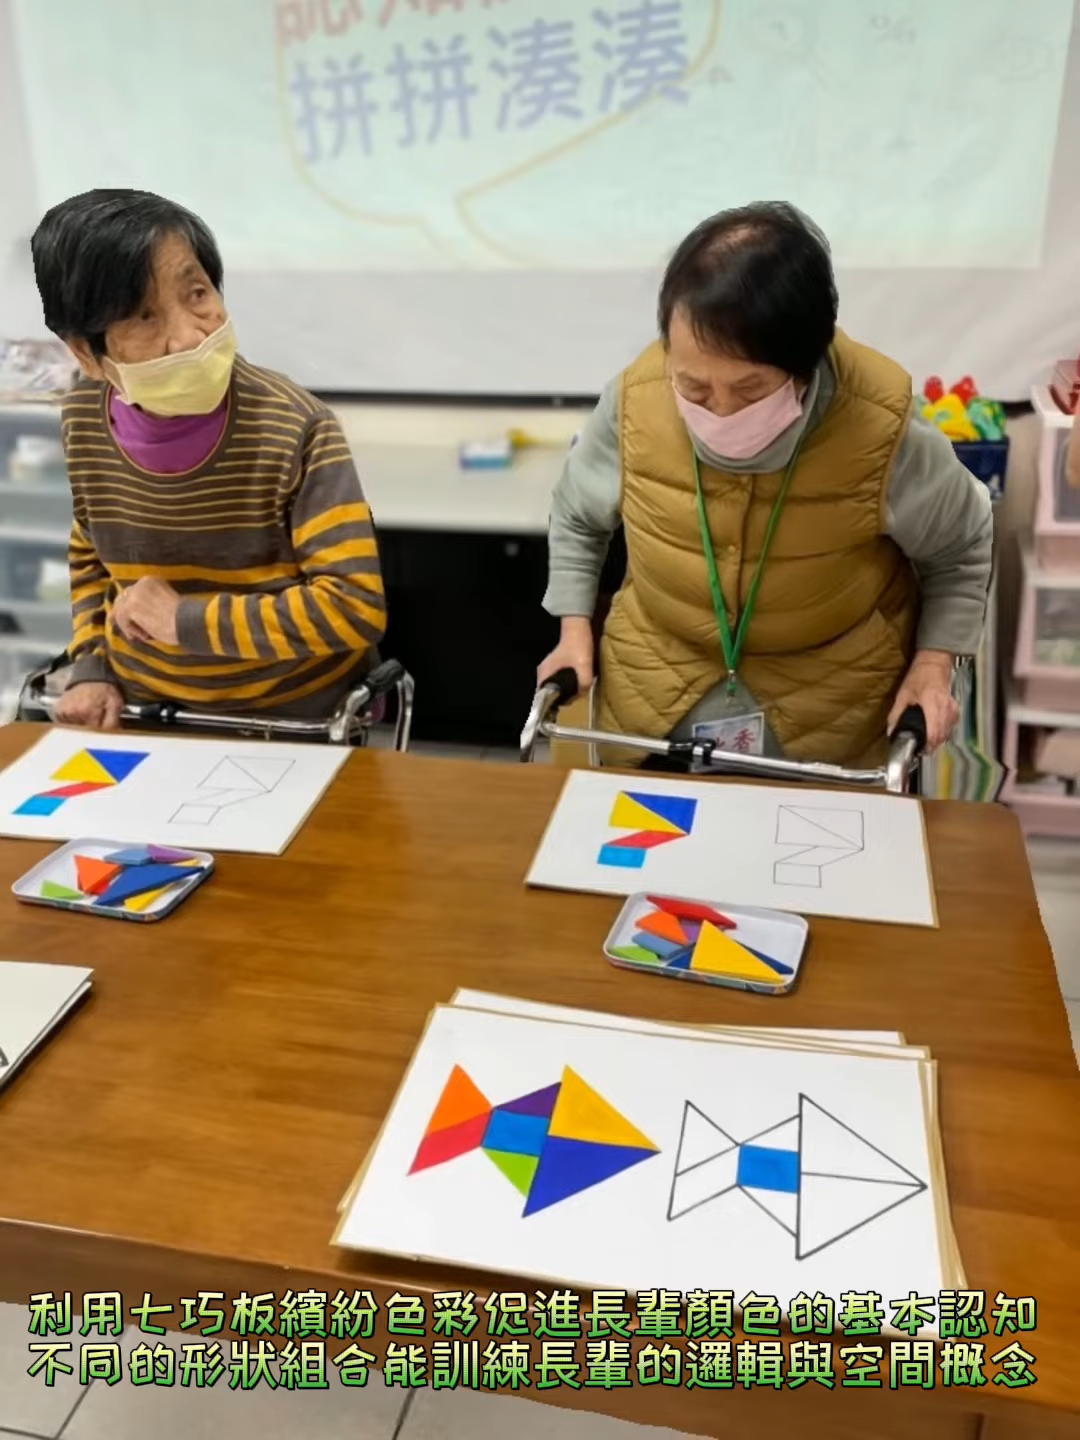 拼拼湊湊
香
利用七巧板繽紛色彩促進長輩顏色的基本認知
不同的形狀組合能訓練長輩的邏輯與空間概念